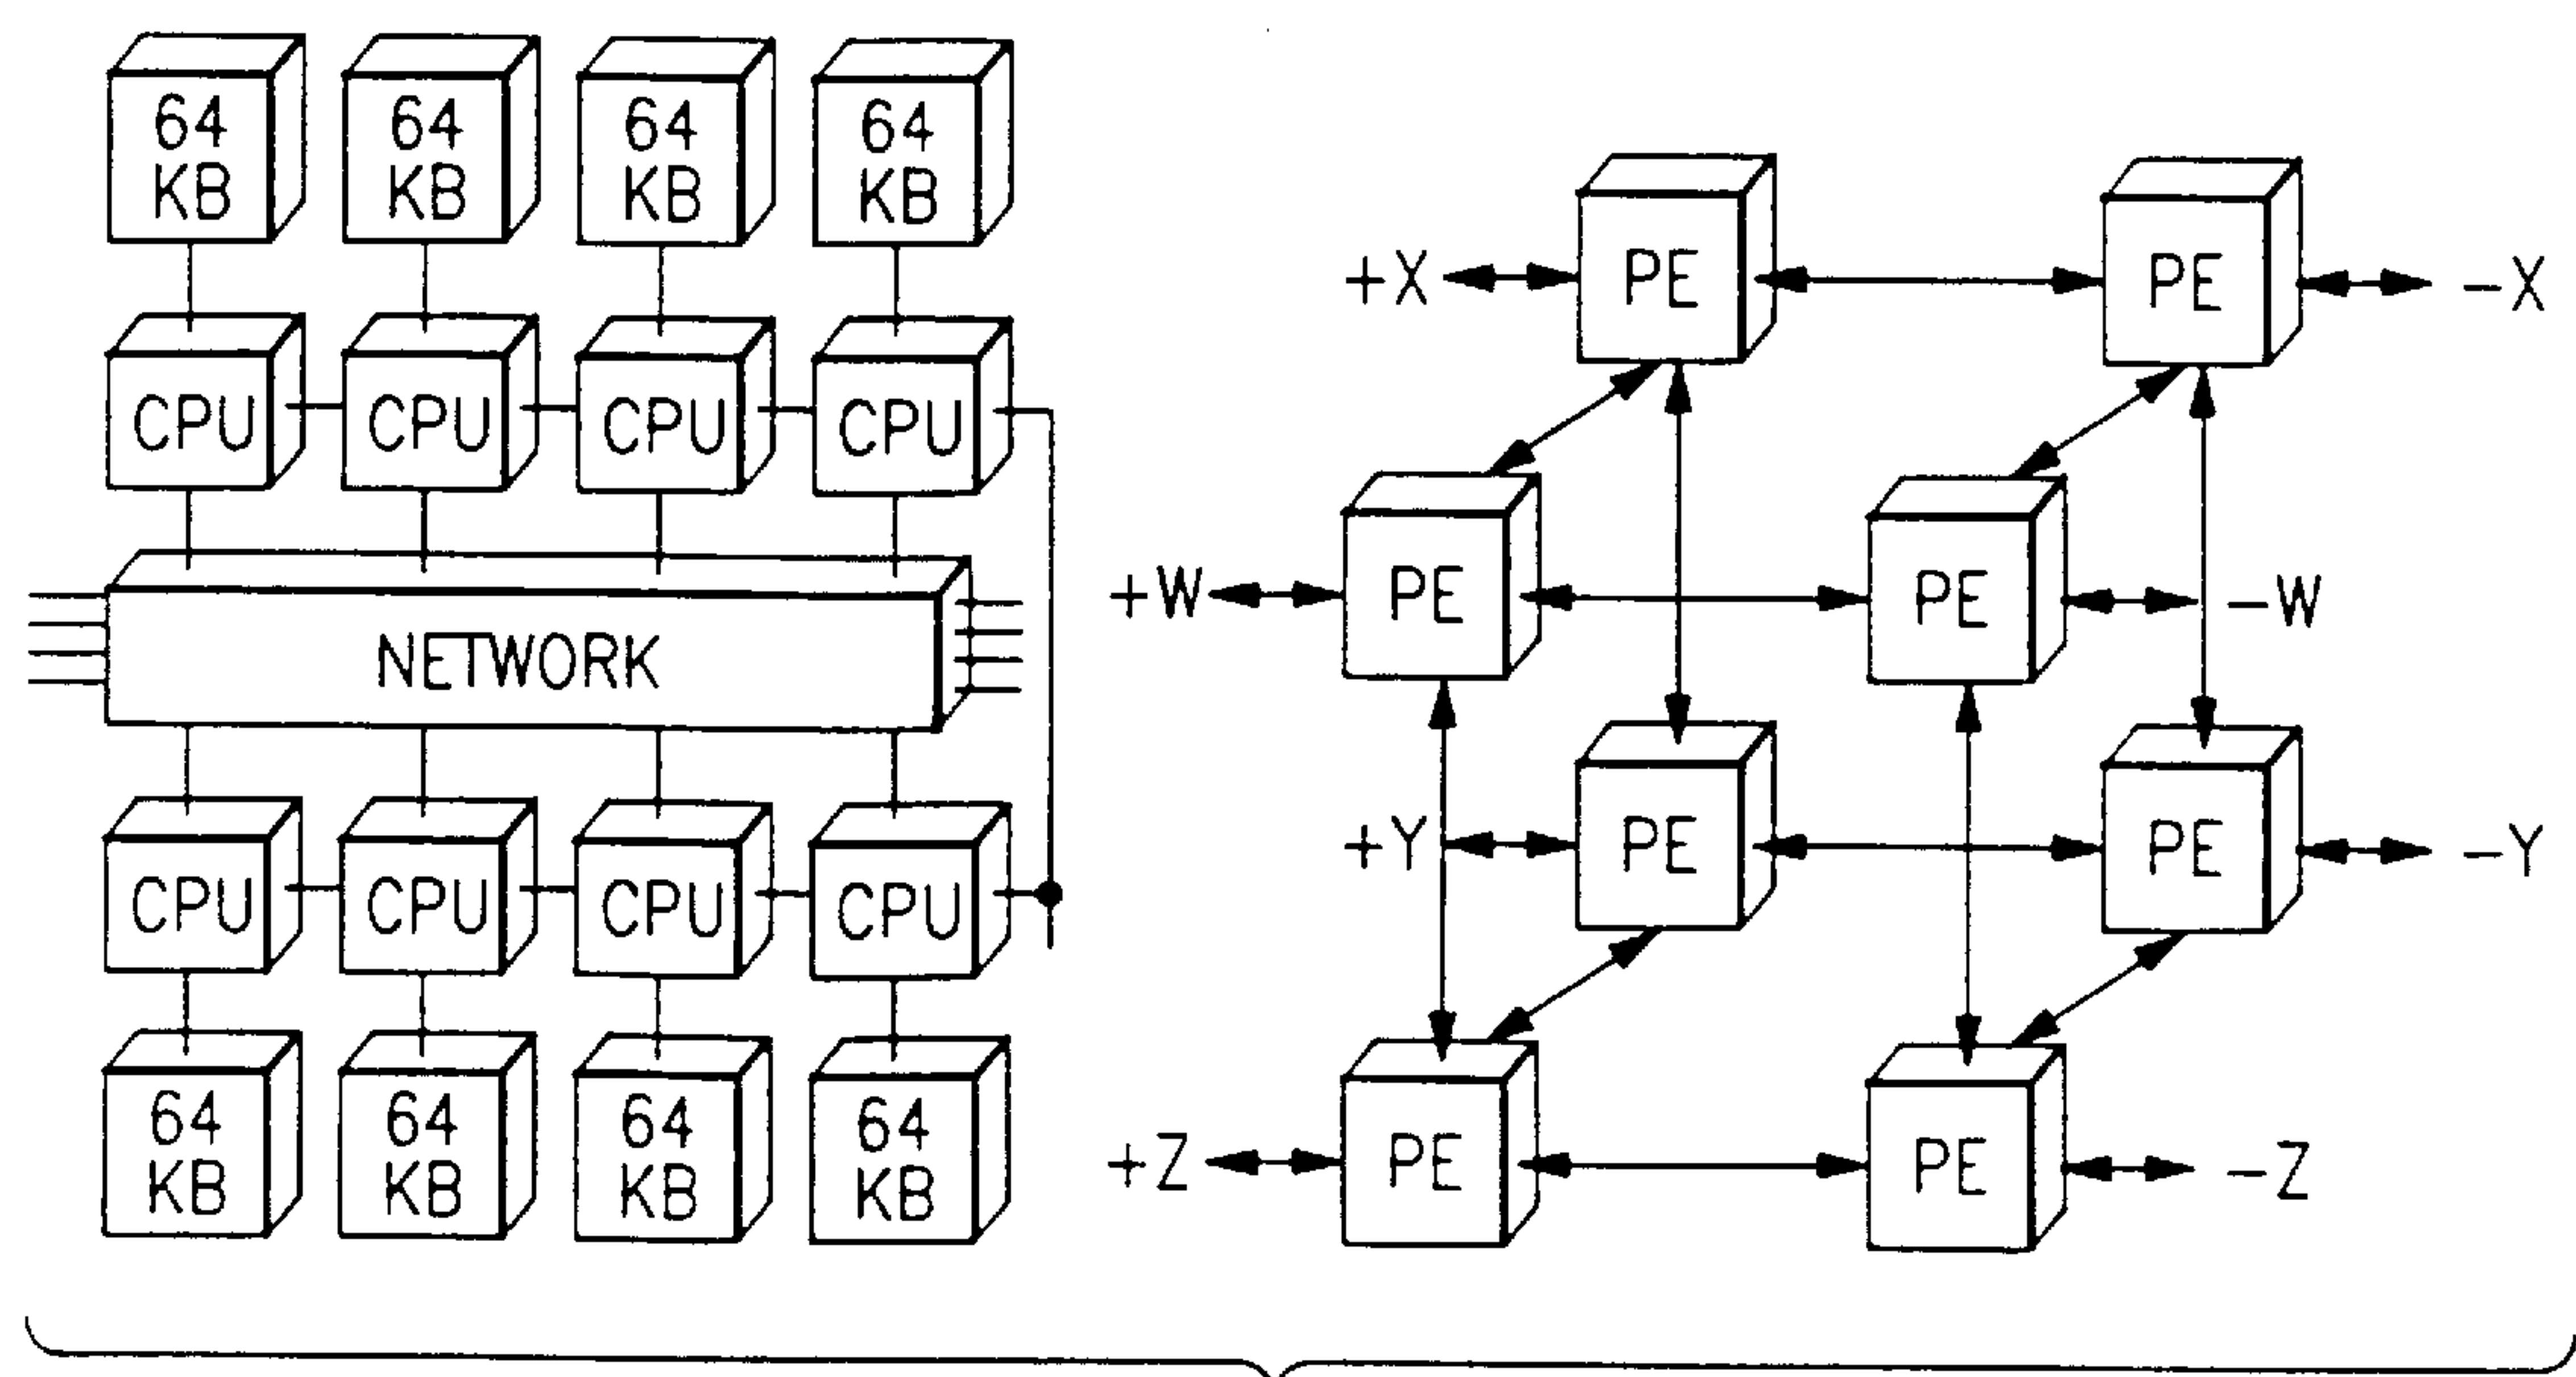 64 KB
64 KB
64 KB
64 KB
CPU
CPU
CPU
CPU
NETWORK
CPU
CPU
CPU
CPU
64 KB
64 KB
64 KB
64 KB
+X
PE
PE
−X
+W
PE
PE
−W
+Y
PE
PE
−Y
+Z
PE
PE
−Z